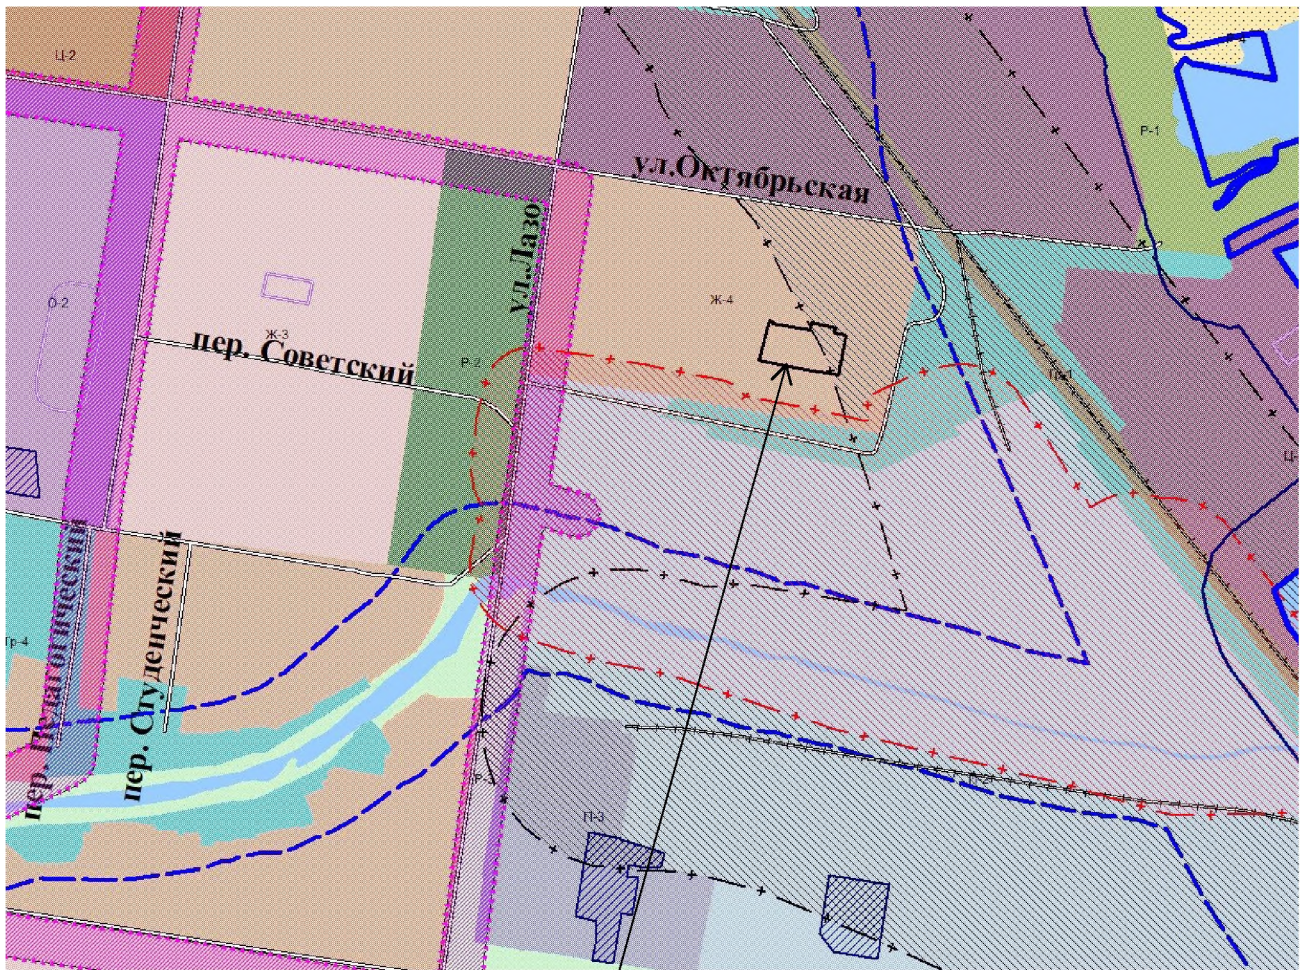 Ц-2
Р-1
ул.Октябрьская
ул.Лазо
О-2
Ж-3
Ж-4
пер. Советский
Р-2
пер. Педагогический
пер. Студенческий
П-3